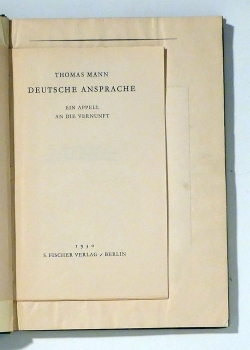 THOMAS MANN
DEUTSCHE ANSPRACHE
EIN APPELL
AN DIE VERNUNFT
1930
S. FISCHER VERLAG / BERLIN